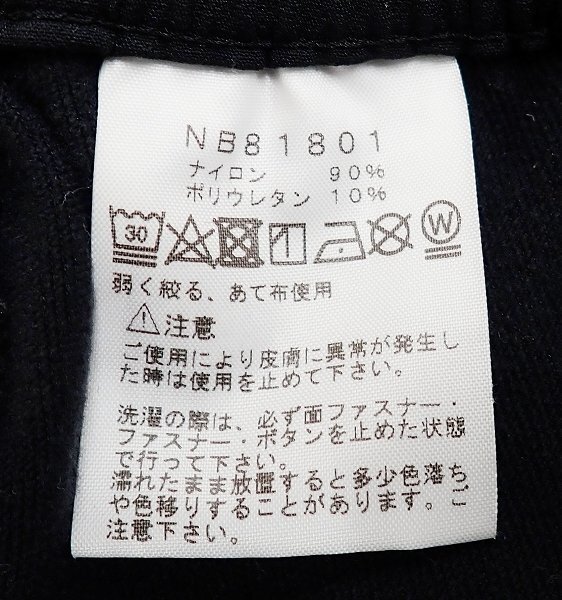 NB81801
ナイロン 90%
ポリウレタン 10%
30 W
弱く絞る、あて布使用
注意
ご使用により皮膚に異常が発生し
た時は使用を止めて下さい。
洗濯の際は、必ず面ファスナー・
ファスナー・ボタンを止めた状態
で行って下さい。
濡れたまま放置すると多少色落ち
や色移りすることがあります。ご
注意下さい。